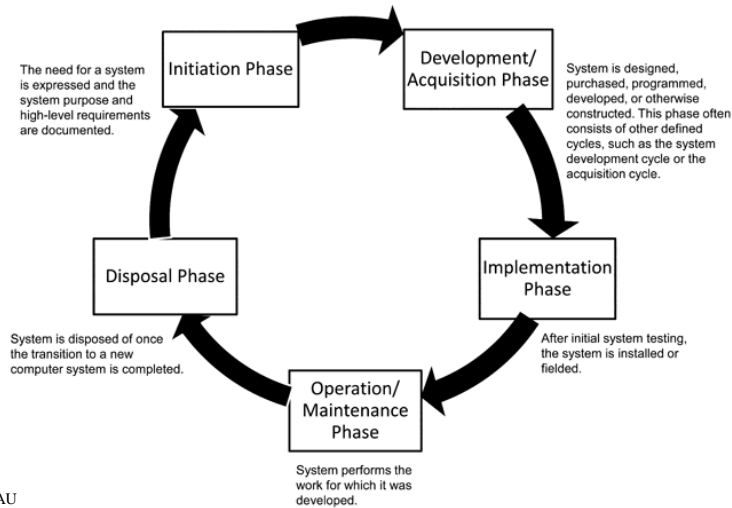 Initiation Phase
The need for a system
is expressed and the
system purpose and
high-level requirements
are documented.
Development/
Acquisition Phase
System is designed,
purchased, programmed,
developed, or otherwise
constructed. This phase often
consists of other defined
cycles, such as the system
development cycle or the
acquisition cycle.
Implementation
Phase
After initial system testing,
the system is installed or
fielded.
Operation/
Maintenance
Phase
System performs the
work for which it was
developed.
Disposal Phase
System is disposed of once
the transition to a new
computer system is completed.
AU